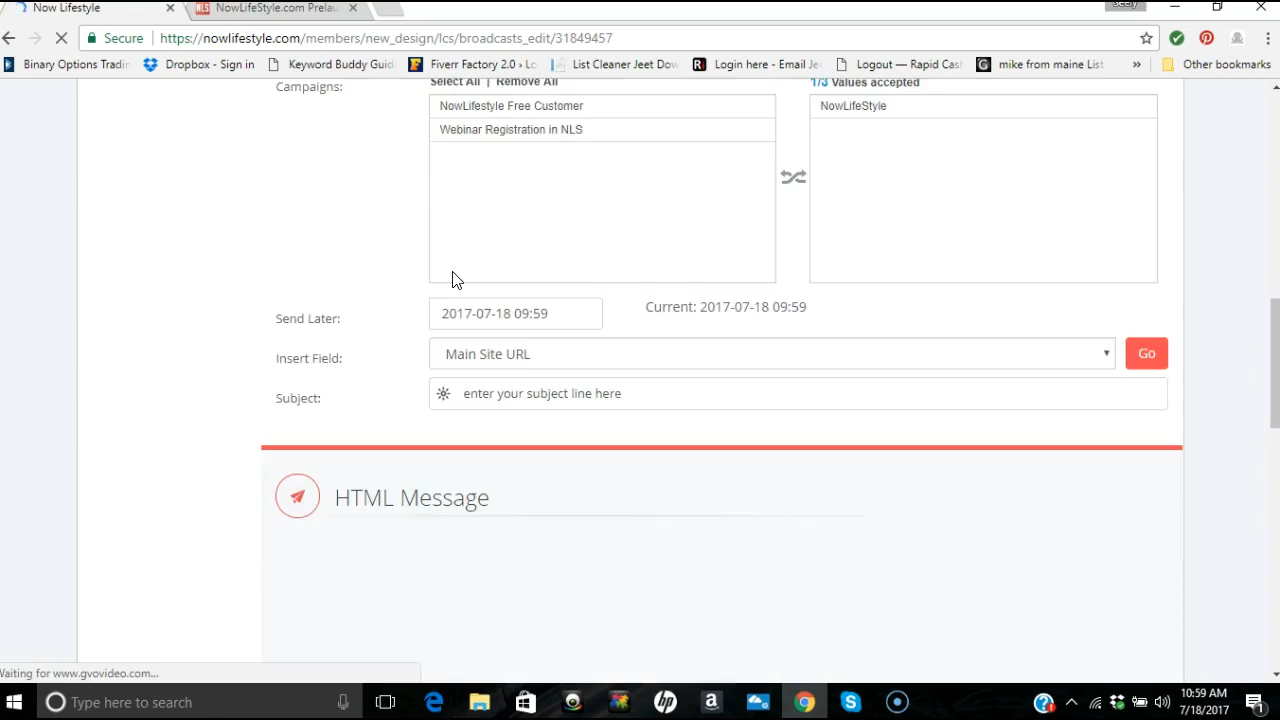 Now Lifestyle
NLS NowLifeStyle.com Prelau
Seely
Secure https://nowlifestyle.com/members/new_design/lcs/broadcasts_edit/31849457
Binary Options Tradin Dropbox - Sign in Keyword Buddy Guid Fiverr Factory 2.0 › Lo List Cleaner Jeet Dow Login here - Email Je Logout — Rapid Cas mike from maine List » Other bookmarks
Campaigns:
Select All | Remove All
1/3 Values accepted
NowLifestyle Free Customer
NowLifeStyle
Webinar Registration in NLS
Send Later:
2017-07-18 09:59
Current: 2017-07-18 09:59
Insert Field:
Main Site URL
Go
Subject:
enter your subject line here
HTML Message
Waiting for www.gvovideo.com...
Type here to search
10:59 AM
7/18/2017